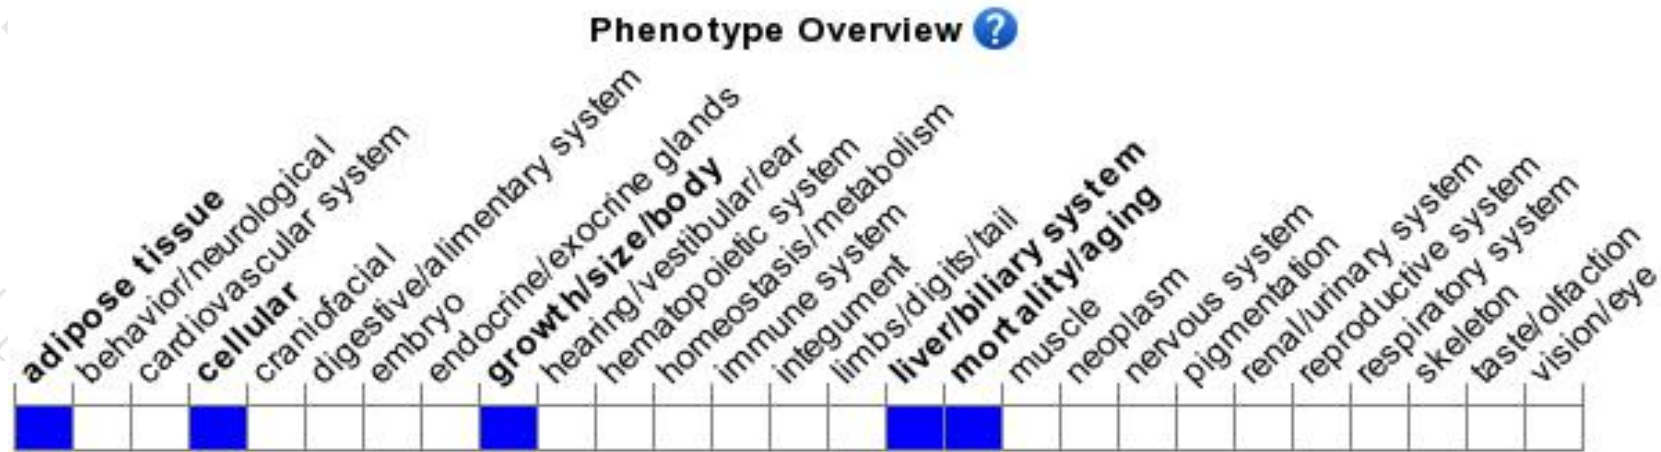 Phenotype Overview ?
adipose tissue
behavior/neurological
cardiovascular system
cellular
craniofacial
digestive/alimentary system
embryo
endocrine/exocrine glands
growth/size/body
hearing/vestibular/ear
hematopoietic system
homeostasis/metabolism
immune system
integument
limbs/digits/tail
liver/biliary system
mortality/aging
muscle
neoplasm
nervous system
pigmentation
renal/urinary system
reproductive system
respiratory system
skeleton
taste/olfaction
vision/eye